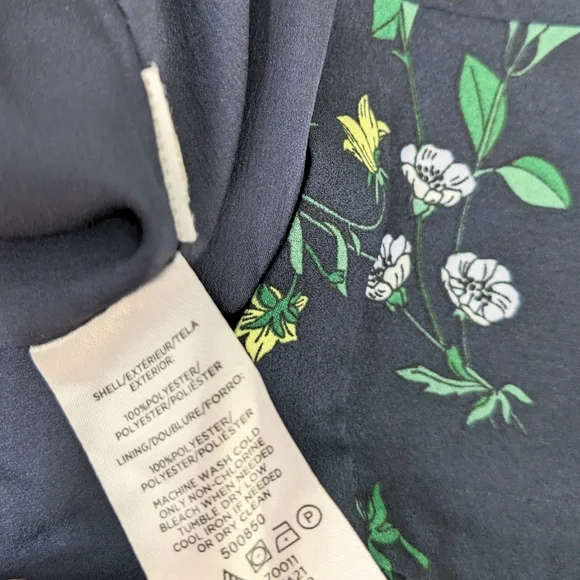 SHELL/EXTÉRIEUR/TELA
EXTERIOR:
100%POLYESTER/
POLYESTER/POLIÉSTER
LINING/DOUBLURE/FORRO:
100%POLYESTER/
POLYESTER/POLIÉSTER
MACHINE WASH COLD
ONLY NON-CHLORINE
BLEACH WHEN NEEDED
TUMBLE DRY LOW
COOL IRON IF NEEDED
OR DRY CLEAN
500850
P
70011